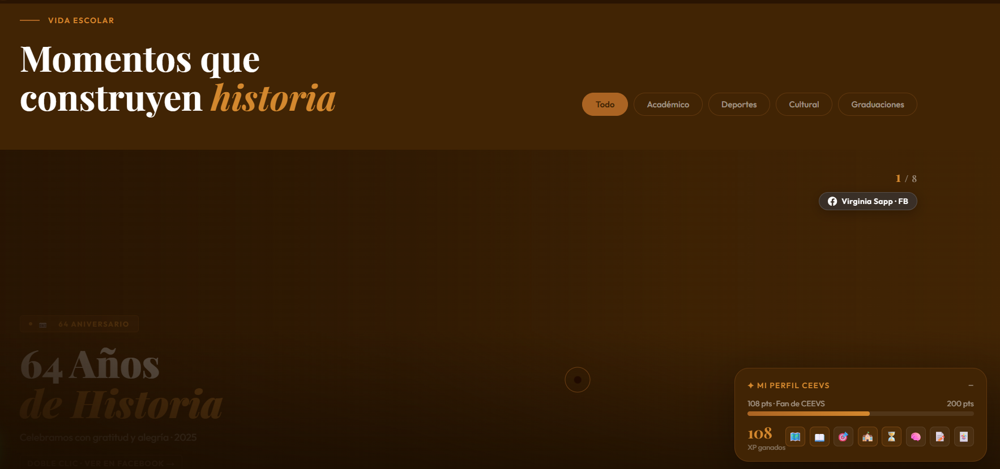 VIDA ESCOLAR
Momentos que
construyen historia
Todo
Académico
Deportes
Cultural
Graduaciones
1 / 8
Virginia Sapp · FB
64 ANIVERSARIO
64 Años
de Historia
Celebramos con gratitud y alegría · 2025
DOBLE CLIC · VER EN FACEBOOK →
✦ MI PERFIL CEEVS
–
108 pts · Fan de CEEVS
200 pts
108
XP ganados